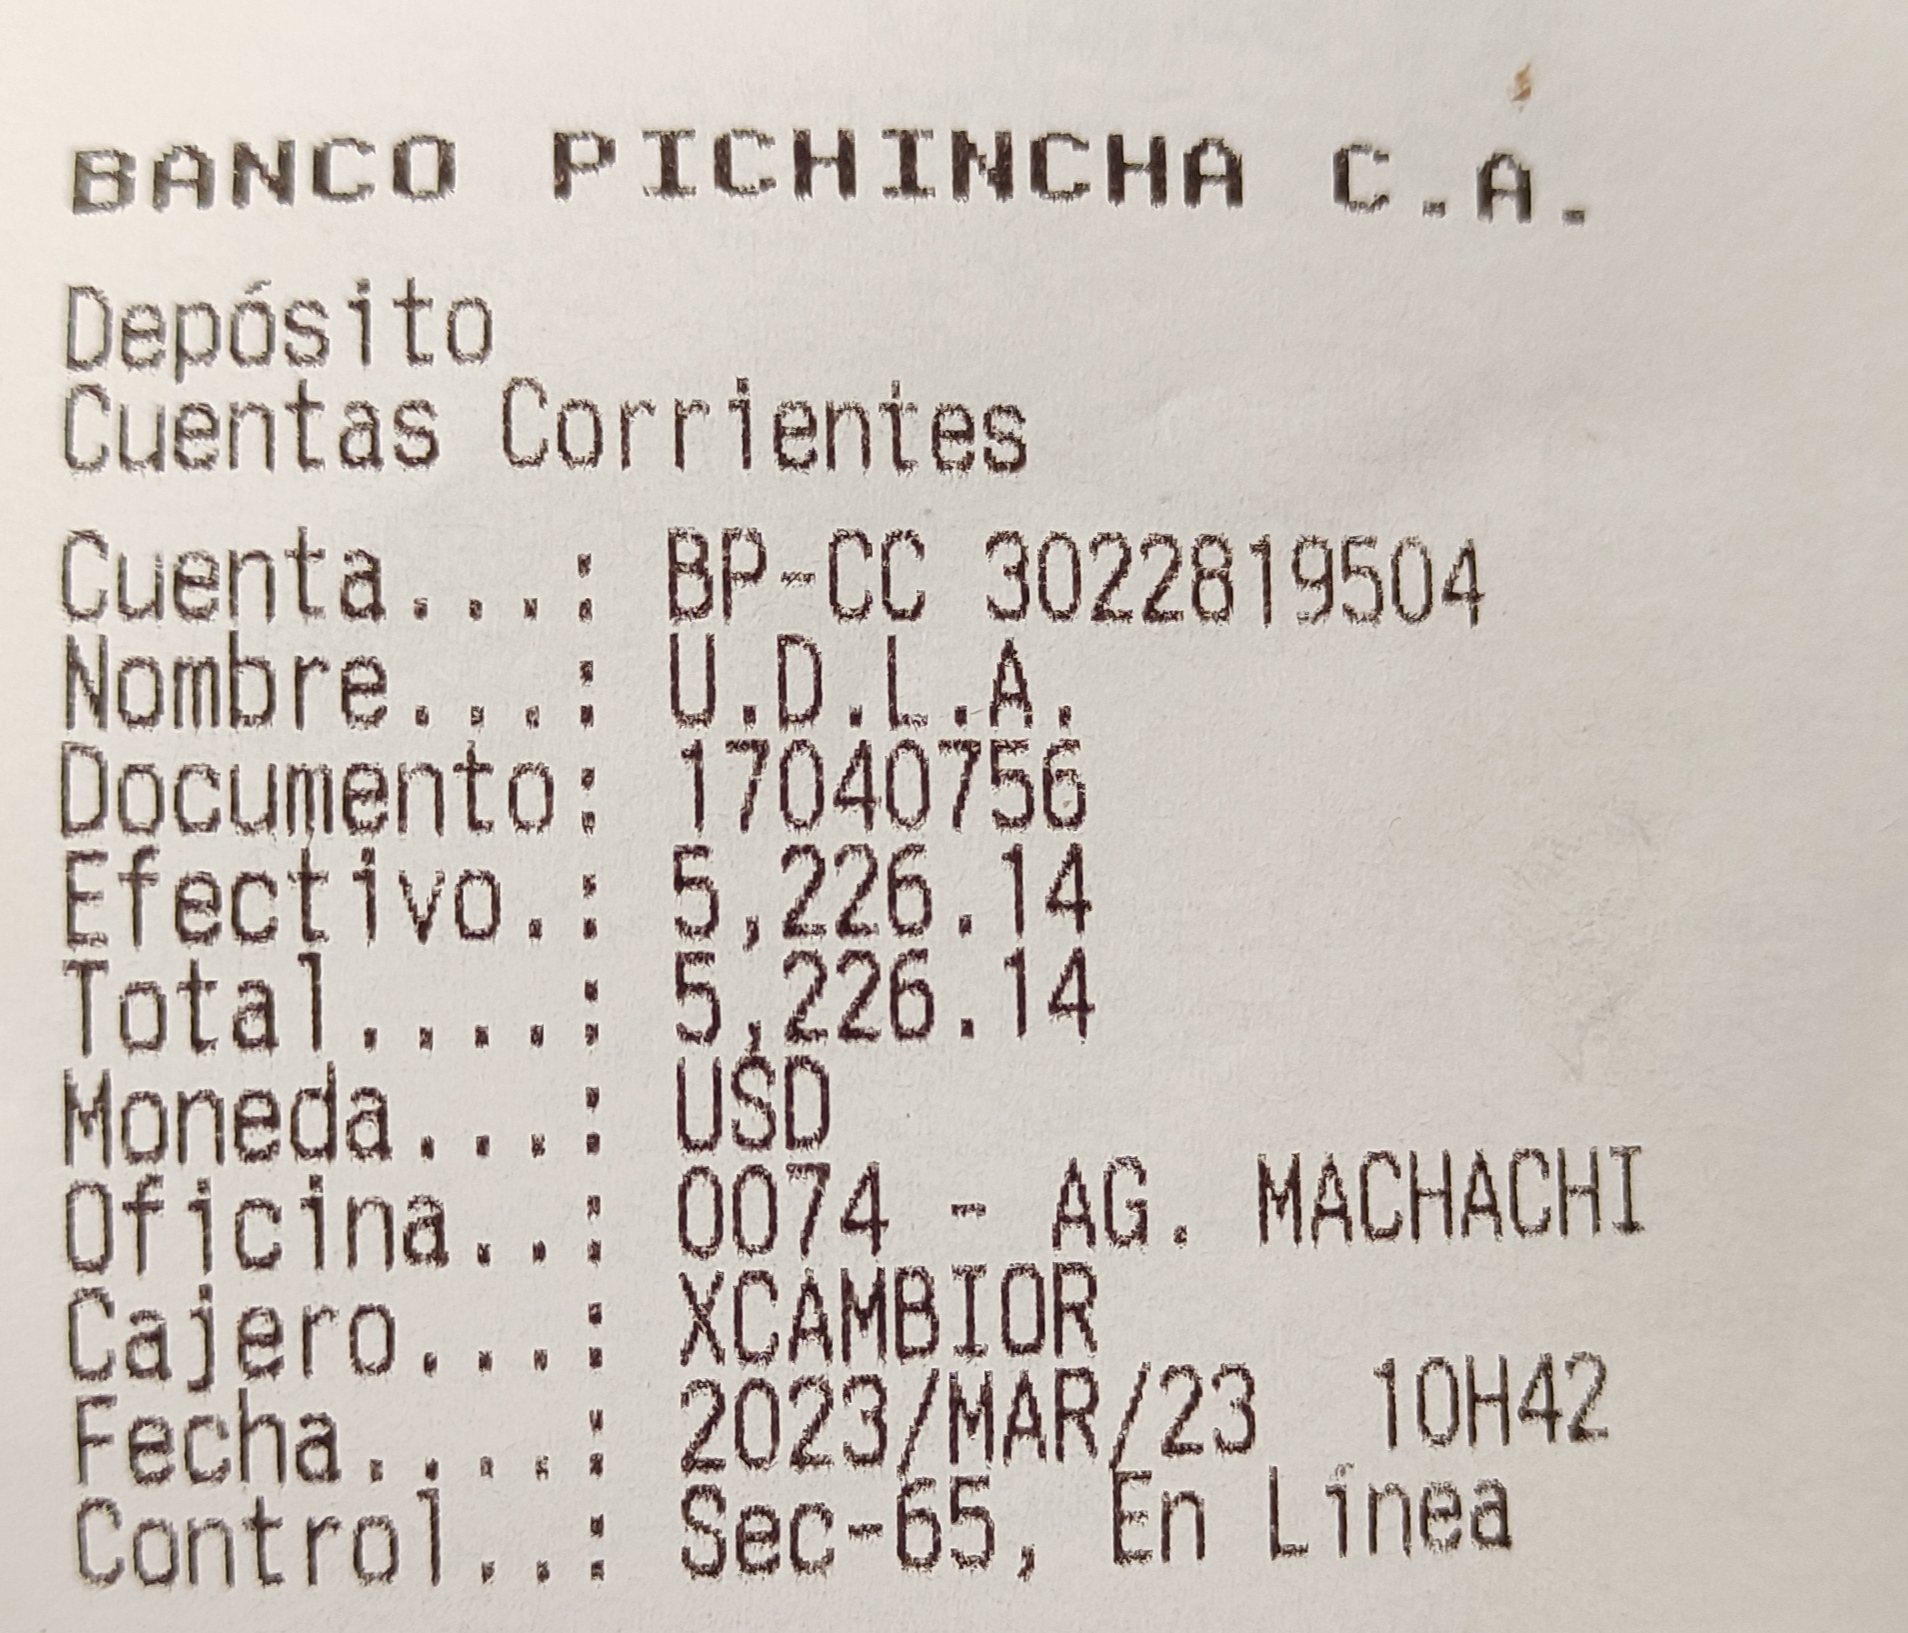 BANCO PICHINCHA C.A.
Depósito
Cuentas Corrientes
Cuenta...: BP-CC 3022819504
Nombre...: U.D.L.A.
Documento: 17040756
Efectivo.: 5,226.14
Total....: 5,226.14
Moneda...: USD
Oficina..: 0074 - AG. MACHACHI
Cajero...: XCAMBIOR
Fecha....: 2023/MAR/23  10H42
Control..: Sec-65, En Línea